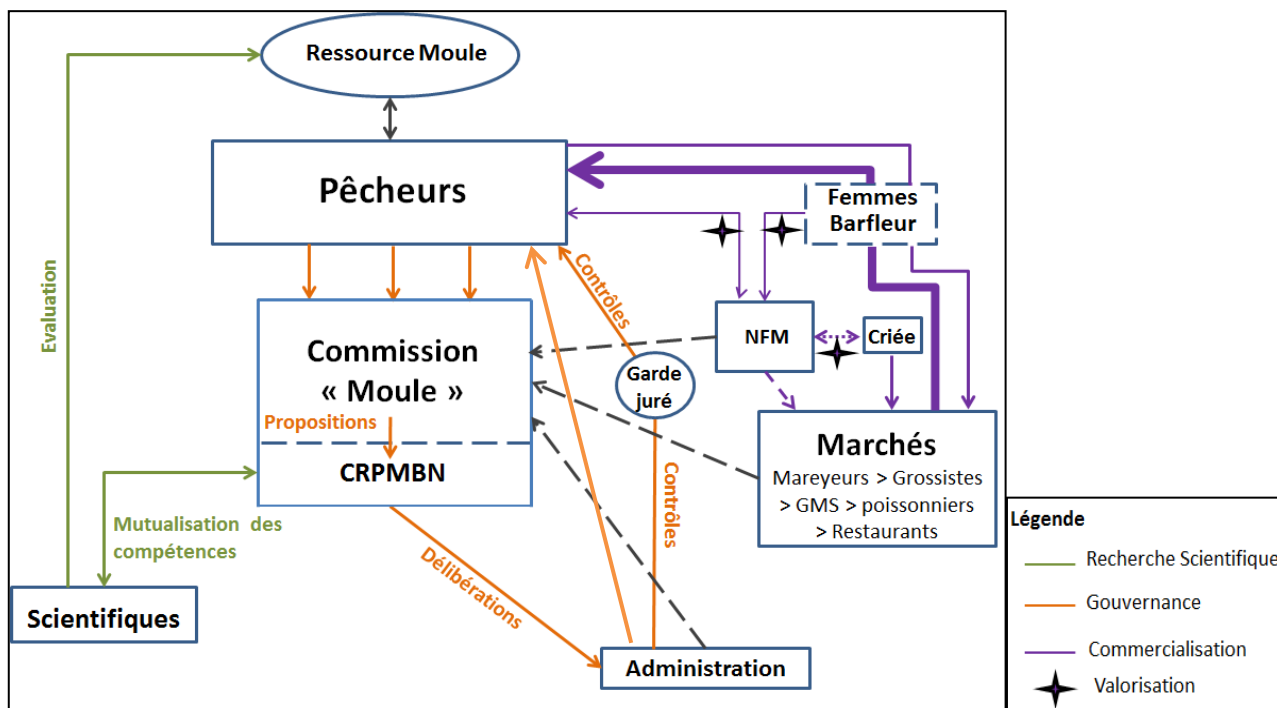 Ressource Moule
Pêcheurs
Femmes
Barfleur
Evaluation
Contrôles
NFM
Criée
Commission
« Moule »
Garde
juré
Propositions
CRPMBN
Marchés
Mareyeurs > Grossistes
> GMS > poissonniers
> Restaurants
Contrôles
Mutualisation des
compétences
Délibérations
Scientifiques
Administration
Légende
Recherche Scientifique
Gouvernance
Commercialisation
Valorisation